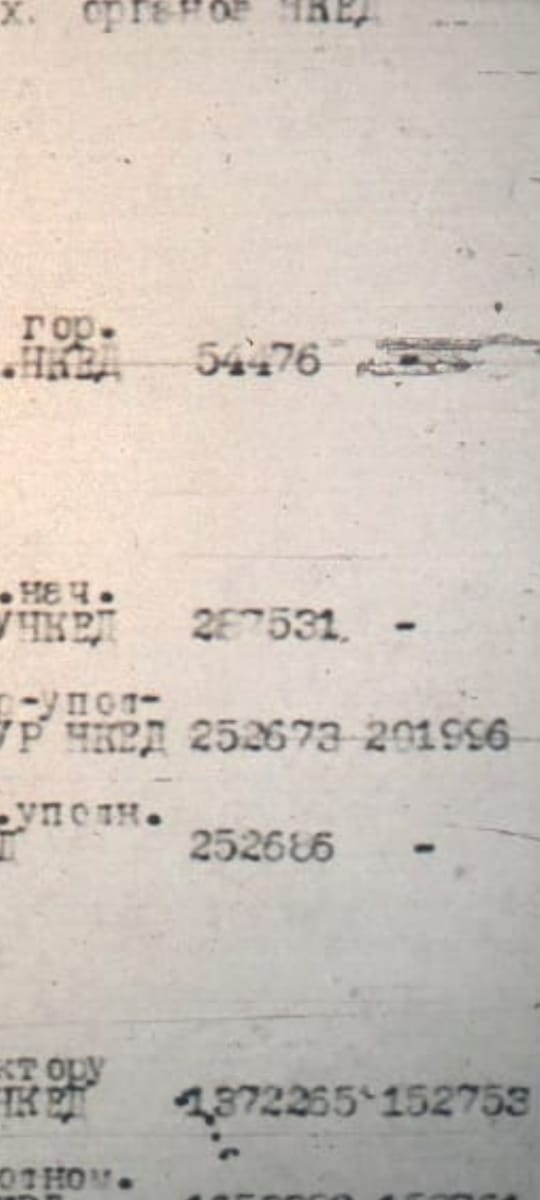 х. органов НКВД
гор.
.НКВД 54476 -
.нач.
УНКВД 287531. -
р-упол-
УР НКВД 252673 201996
.уполн.
Д 252686 -
ктору
НКВД 1372265 152753